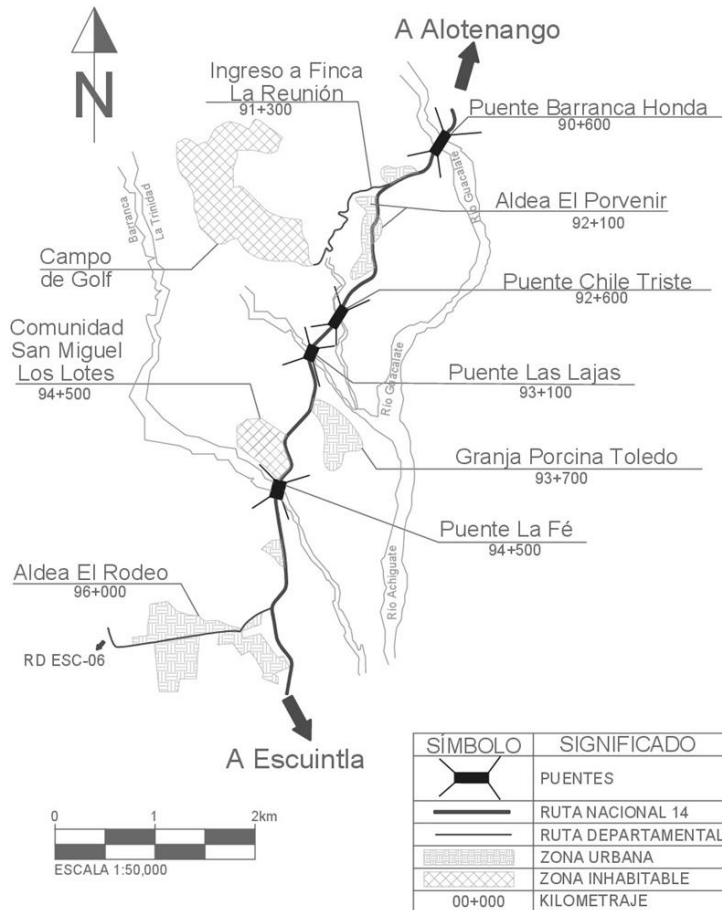 A Alotenango
N
Ingreso a Finca
La Reunión
91+300
Puente Barranca Honda
90+600
Río Guacalate
Barranca
La Trinidad
Aldea El Porvenir
92+100
Campo
de Golf
Puente Chile Triste
92+600
Comunidad
San Miguel
Los Lotes
94+500
Río Guacalate
Puente Las Lajas
93+100
Granja Porcina Toledo
93+700
Puente La Fé
94+500
Río Achiguate
Aldea El Rodeo
96+000
RD ESC-06
A Escuintla
0 1 2km
ESCALA 1:50,000
SÍMBOLO SIGNIFICADO
PUENTES
RUTA NACIONAL 14
RUTA DEPARTAMENTAL
ZONA URBANA
ZONA INHABITABLE
00+000 KILOMETRAJE